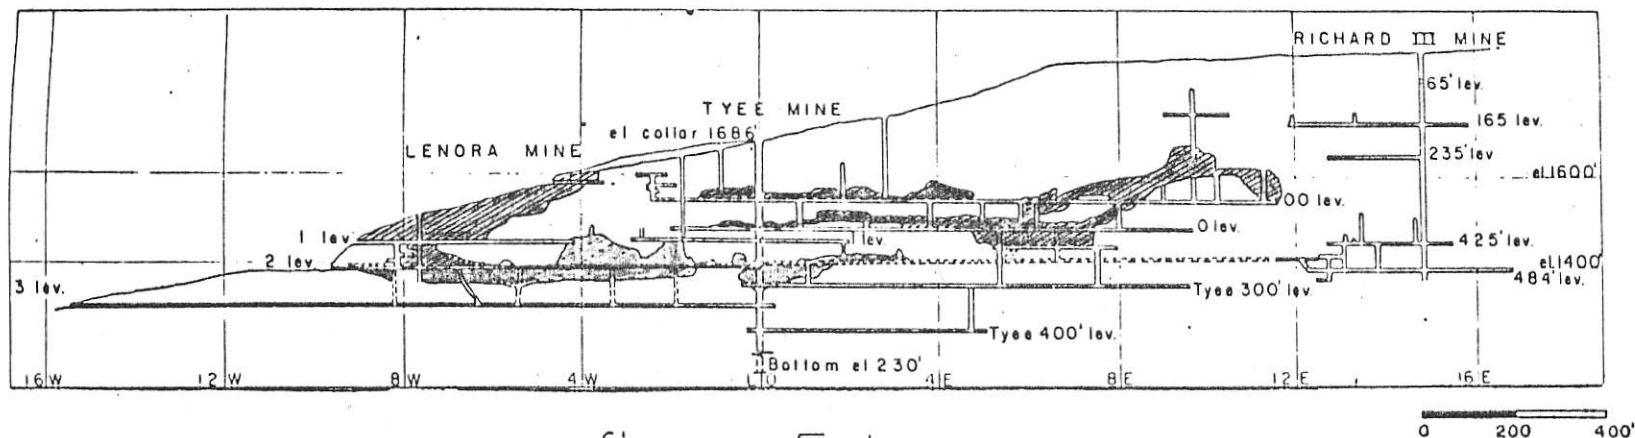 RICHARD III MINE
65' lev.
TYEE MINE
165 lev.
el collar 1686'
LENORA MINE
235' lev
el.1600'
00 lev.
0 lev.
1 lev.
1 lev.
425' lev.
2 lev.
el.1400'
484' lev.
3 lev.
Tyee 300' lev.
Tyee 400' lev.
Bottom el 230'
16 W
12 W
8 W
4 W
0
4 E
8 E
12 E
16 E
0 200 400'